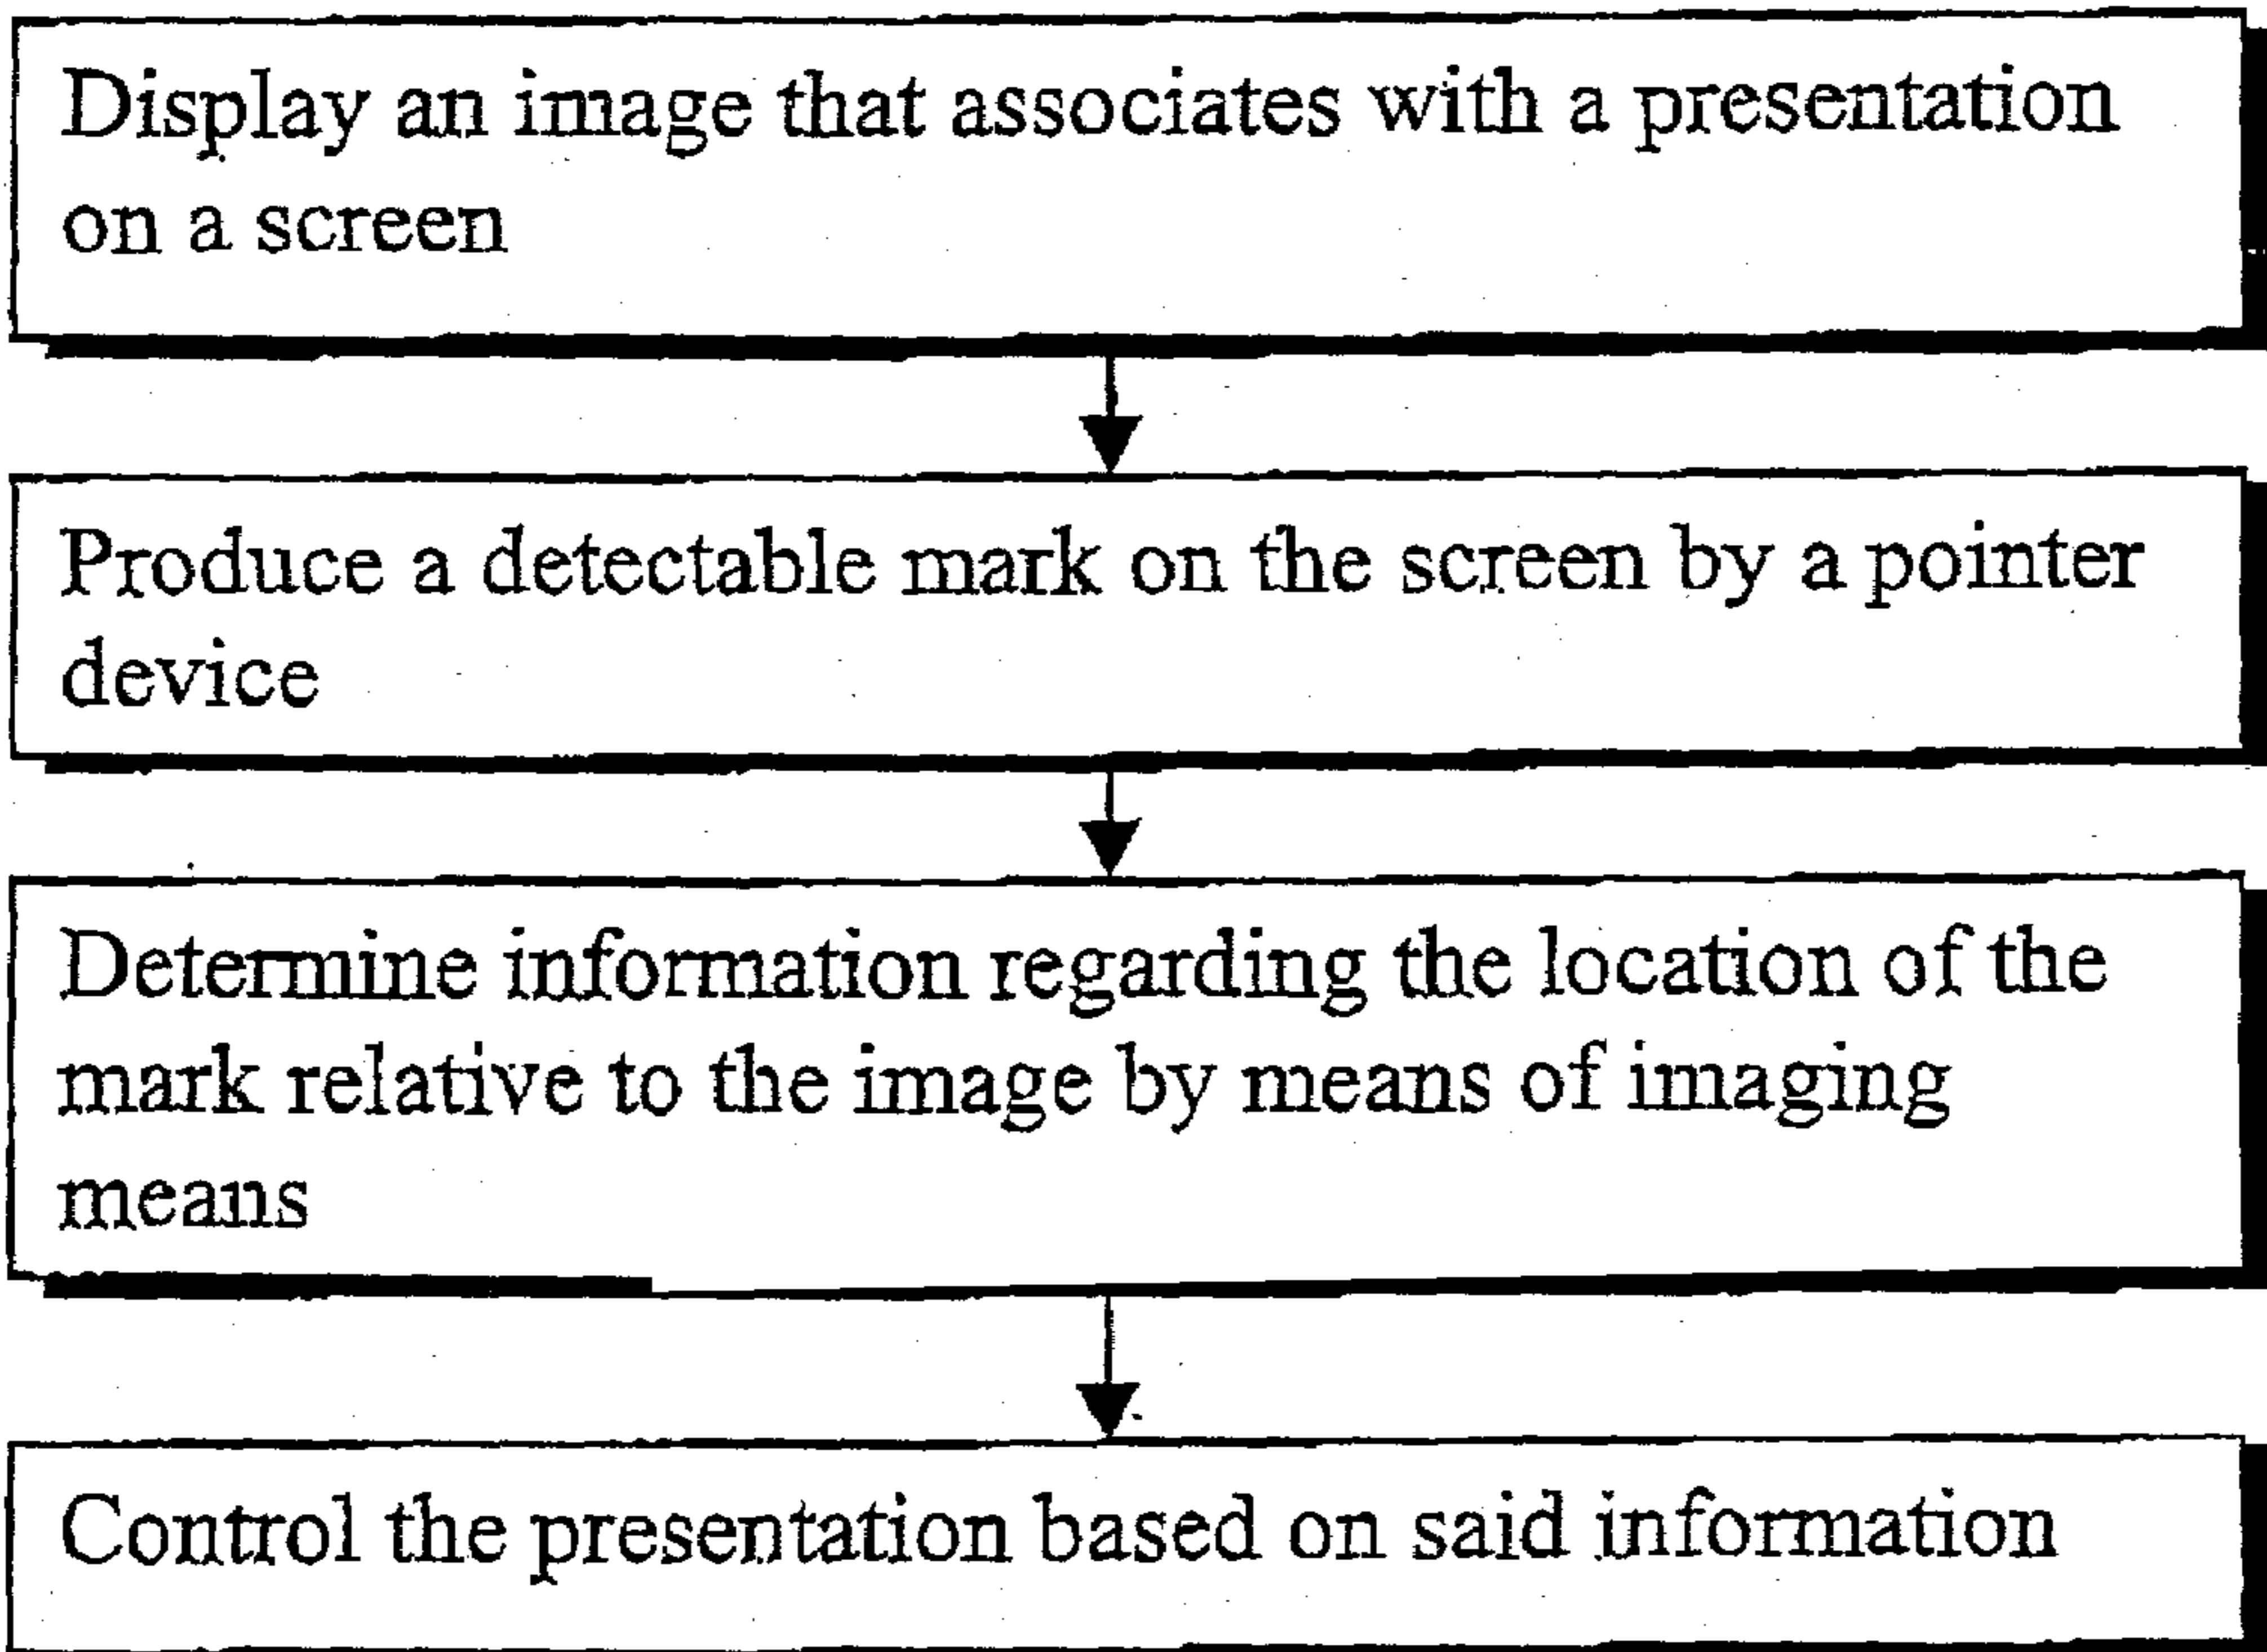 Display an image that associates with a presentation
on a screen
Produce a detectable mark on the screen by a pointer
device
Determine information regarding the location of the
mark relative to the image by means of imaging
means
Control the presentation based on said information